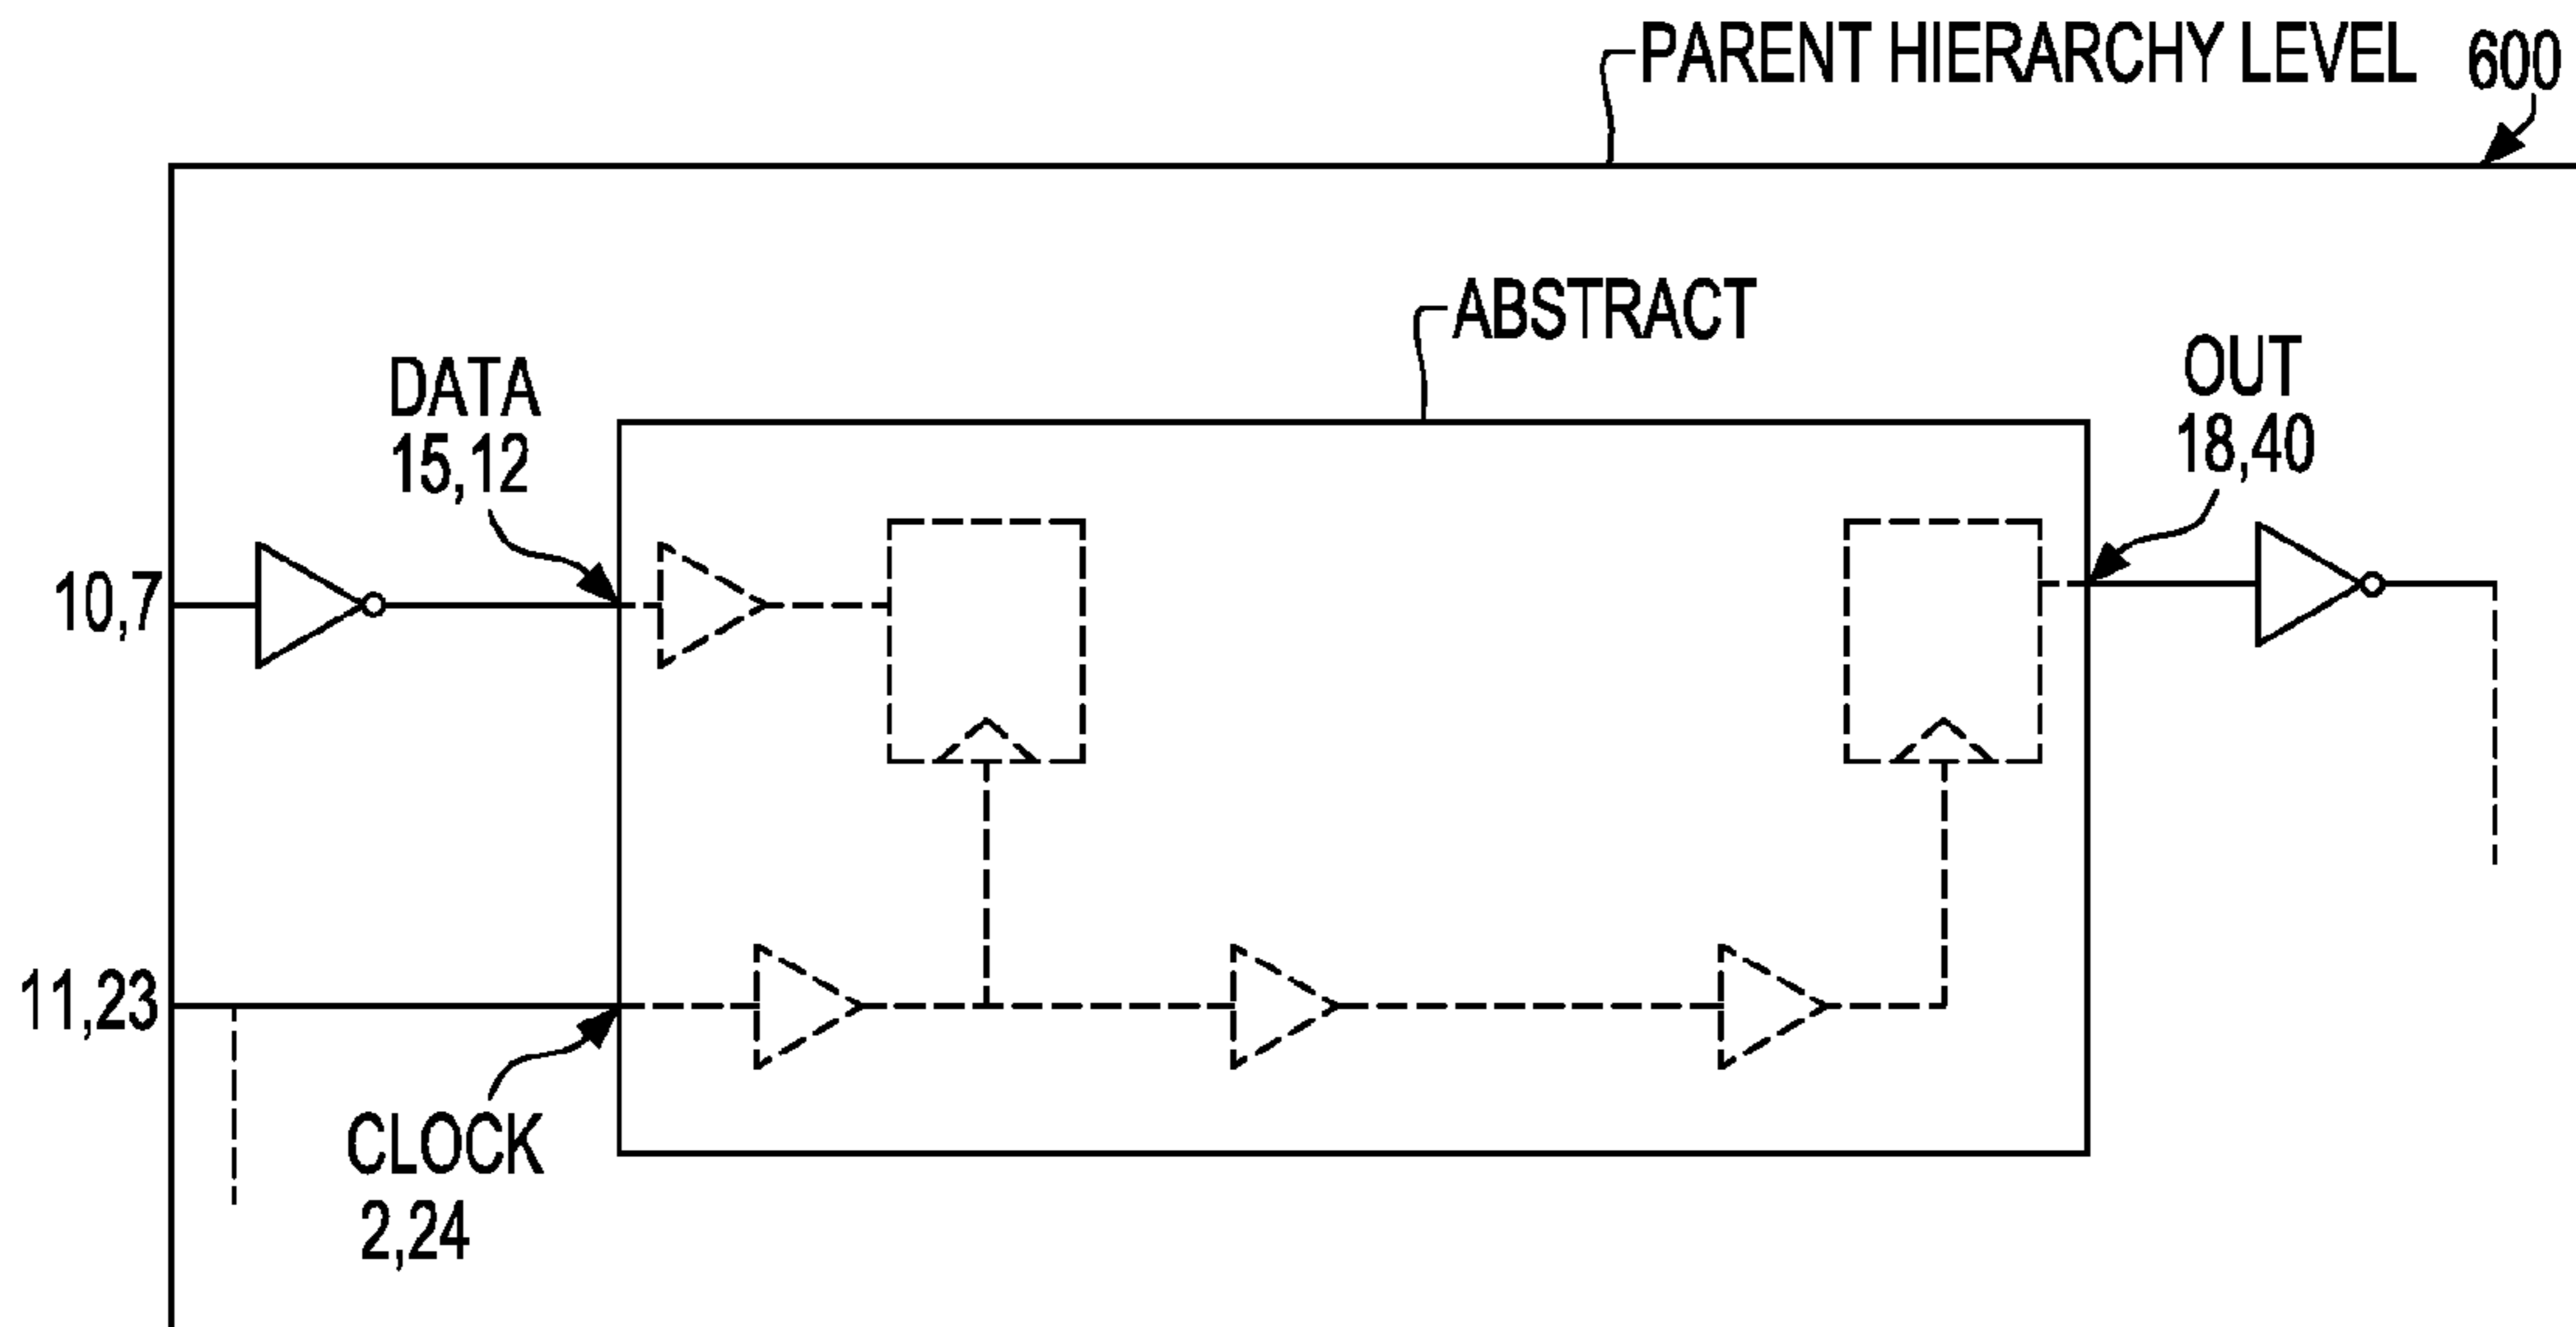 PARENT HIERARCHY LEVEL
600
ABSTRACT
DATA
15,12
OUT
18,40
10,7
11,23
CLOCK
2,24